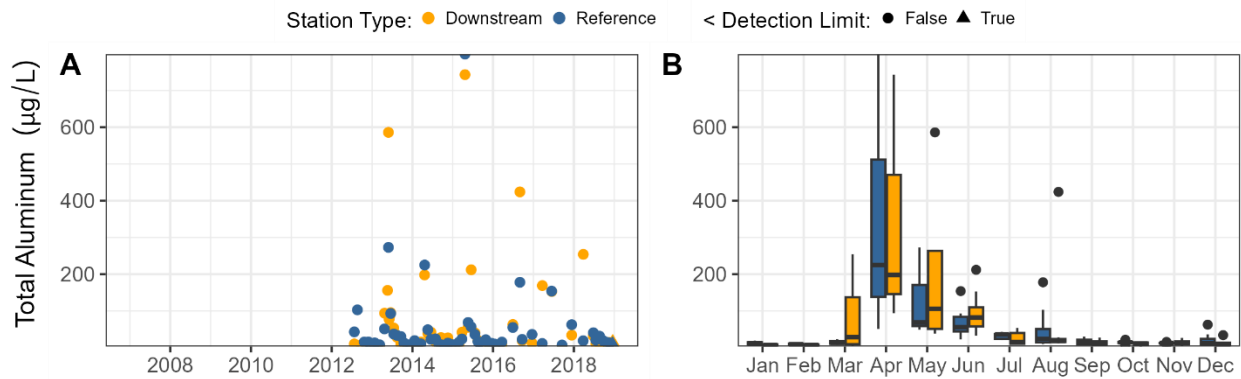 Station Type: Downstream Reference < Detection Limit: False True
A
B
Total Aluminum (µg/L)
600
400
200
600
400
200
2008 2010 2012 2014 2016 2018
Jan Feb Mar Apr May Jun Jul Aug Sep Oct Nov Dec